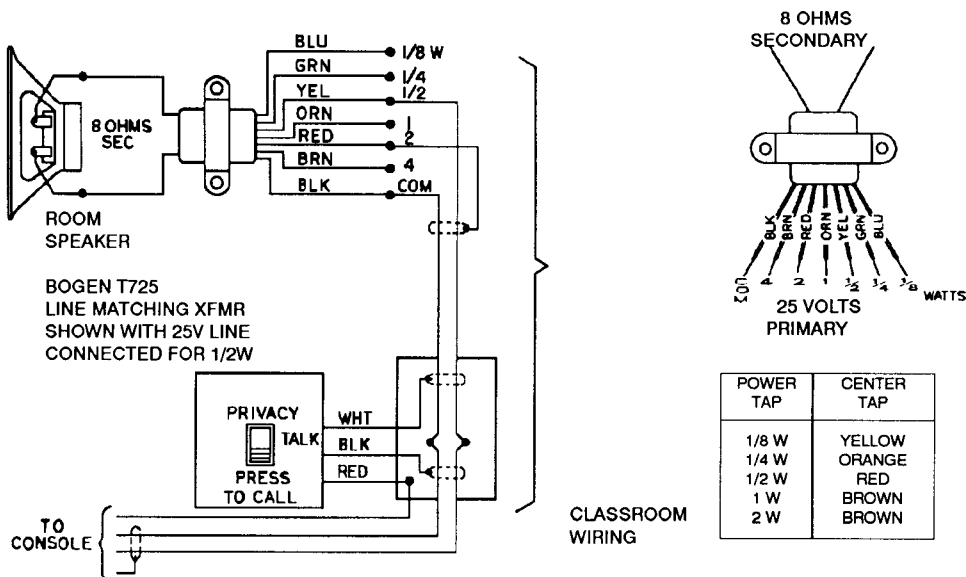 BLU
1/8 W
GRN
1/4
YEL
1/2
ORN
1
RED
2
BRN
4
BLK
COM
8 OHMS
SEC
ROOM
SPEAKER
BOGEN T725
LINE MATCHING XFMR
SHOWN WITH 25V LINE
CONNECTED FOR 1/2W
PRIVACY
TALK
PRESS
TO CALL
WHT
BLK
RED
TO
CONSOLE
CLASSROOM
WIRING
8 OHMS
SECONDARY
BLK BRN RED ORN YEL GRN BLU
COM 4 2 1 1/2 1/4 1/8 WATTS
25 VOLTS
PRIMARY
POWER TAP CENTER TAP
1/8 W YELLOW
1/4 W ORANGE
1/2 W RED
1 W BROWN
2 W BROWN